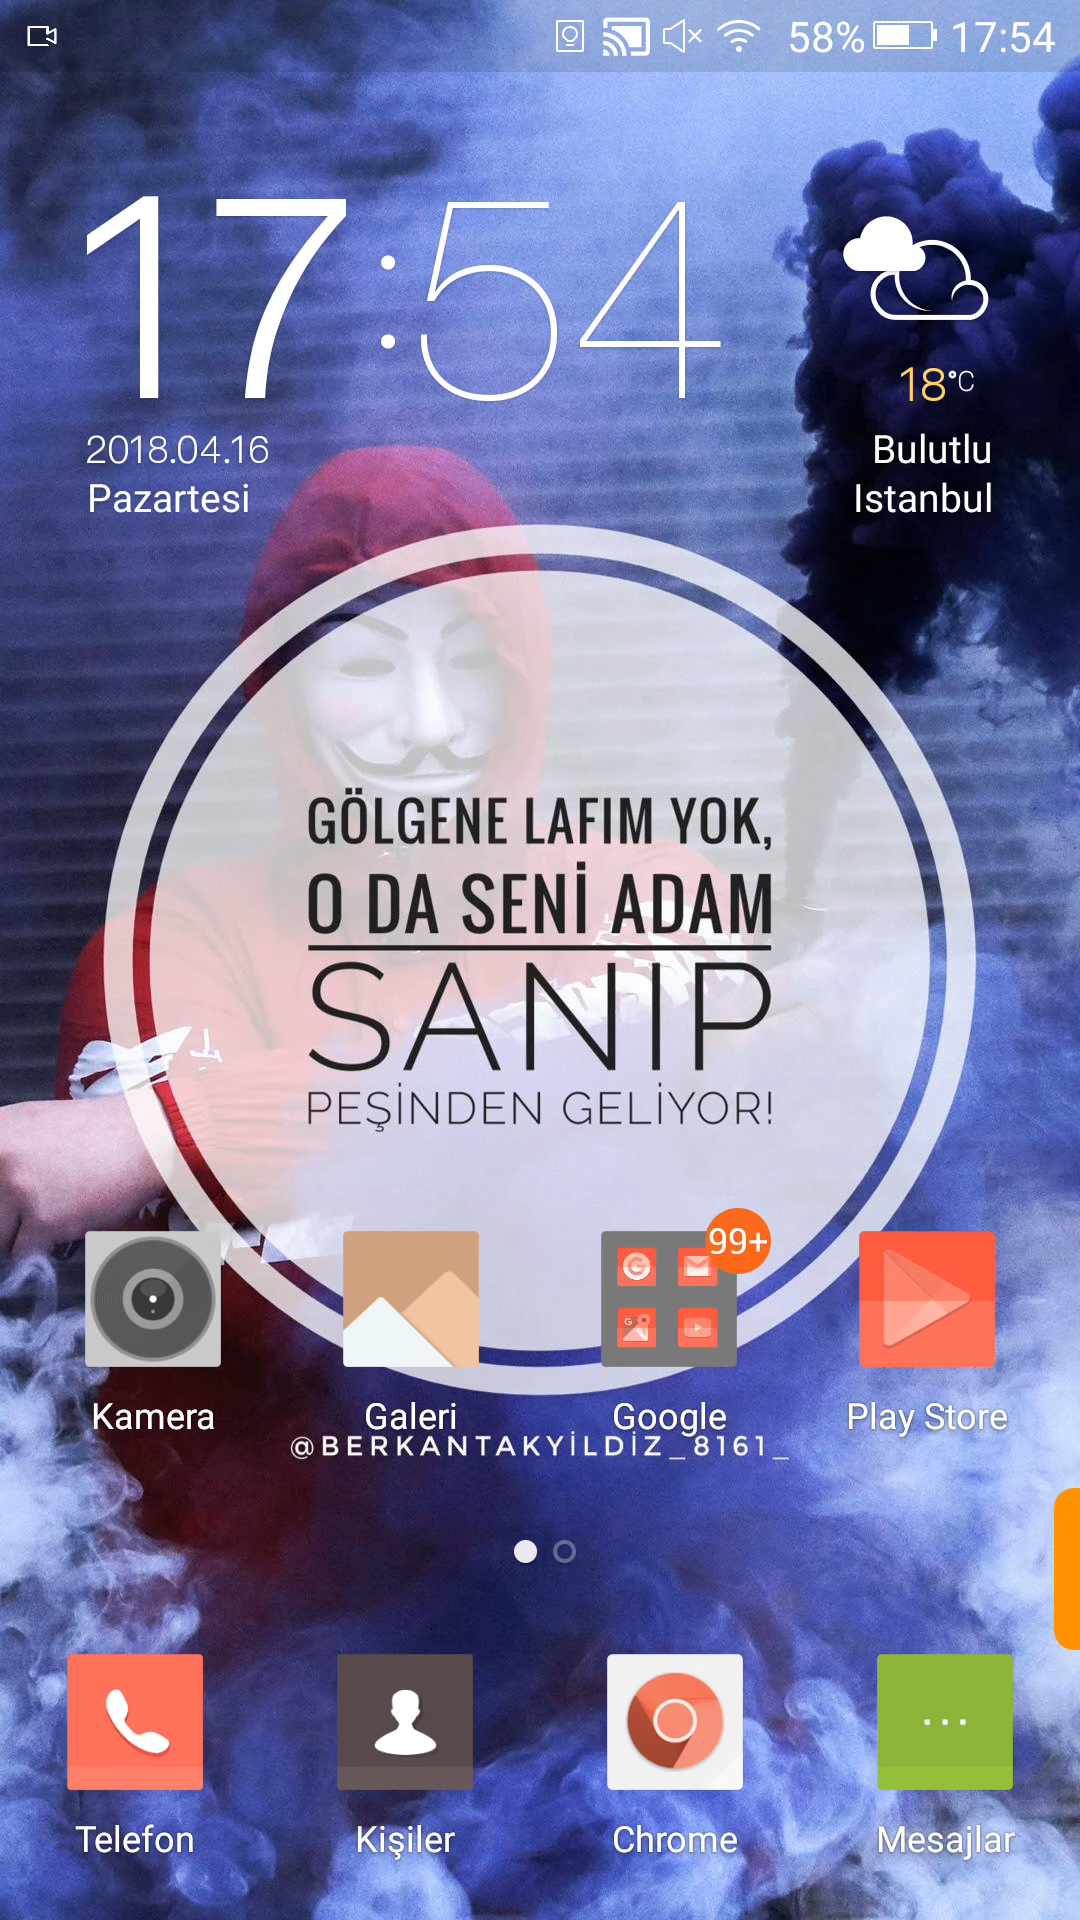 58% 17:54
17:54
18°C
2018.04.16
Bulutlu
Pazartesi
Istanbul
GÖLGENE LAFIM YOK,
O DA SENİ ADAM
SANIP
PEŞİNDEN GELİYOR!
99+
Kamera Galeri Google Play Store
@BERKANTAKYİLDİZ_8161_
Telefon Kişiler Chrome Mesajlar